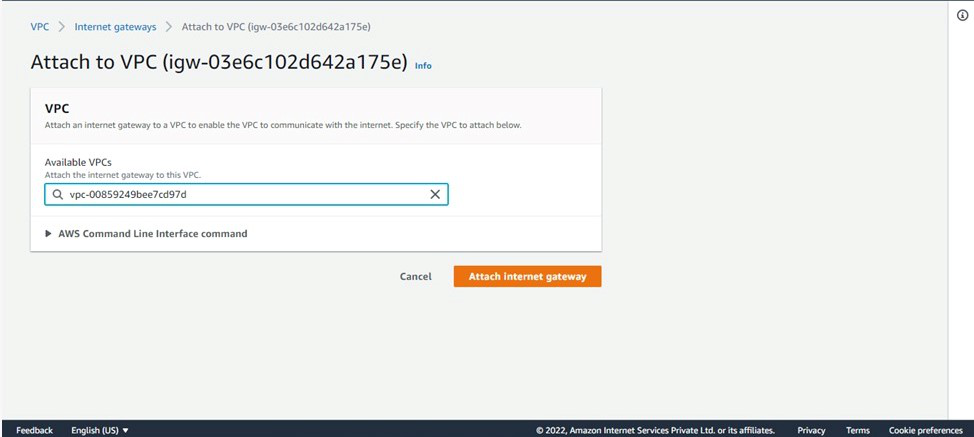 VPC > Internet gateways > Attach to VPC (igw-03e6c102d642a175e)
Attach to VPC (igw-03e6c102d642a175e) Info
VPC
Attach an internet gateway to a VPC to enable the VPC to communicate with the internet. Specify the VPC to attach below.
Available VPCs
Attach the internet gateway to this VPC.
vpc-00859249bee7cd97d
AWS Command Line Interface command
Cancel Attach internet gateway
Feedback English (US) © 2022, Amazon Internet Services Private Ltd. or its affiliates. Privacy Terms Cookie preferences